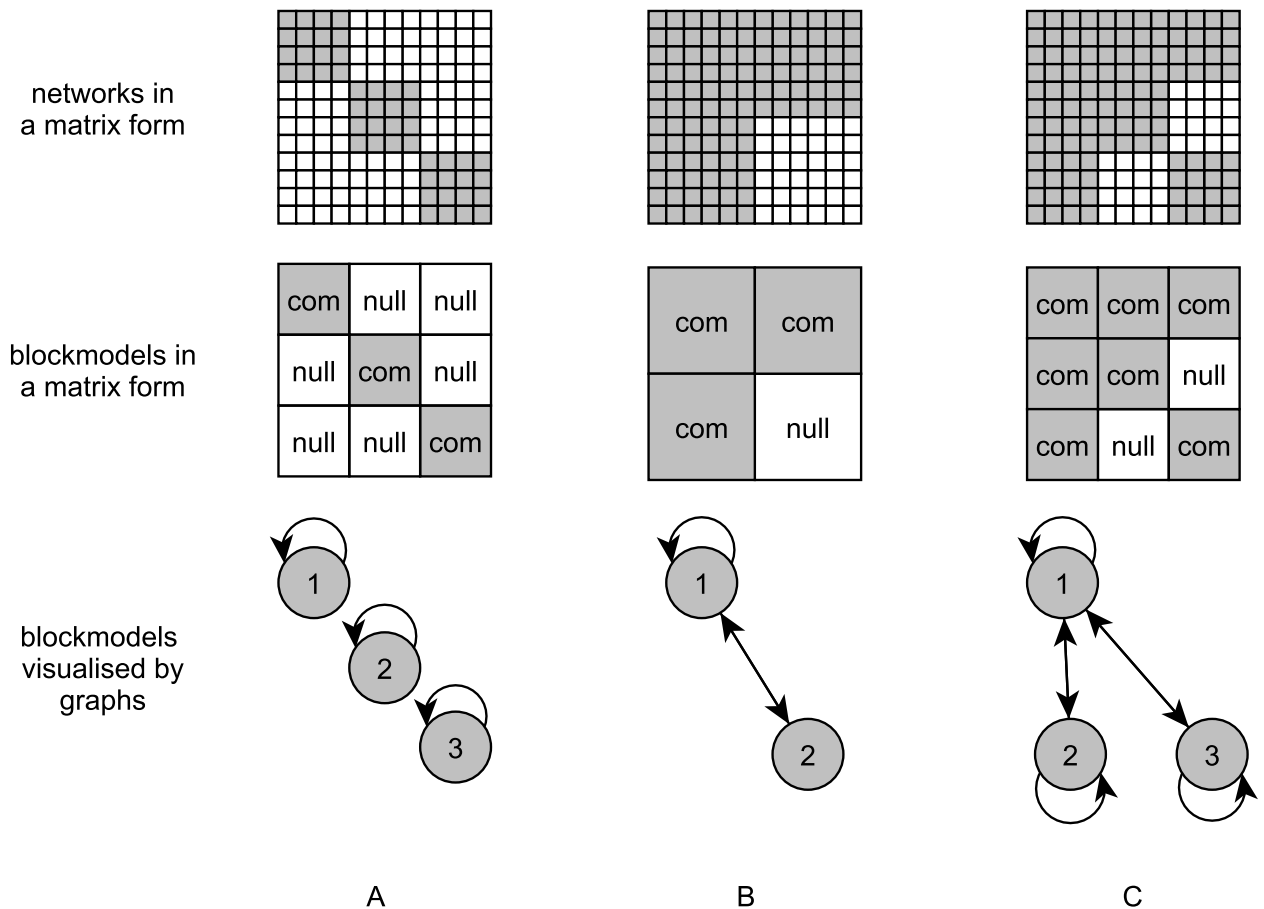 networks in
a matrix form
blockmodels in
a matrix form
com null null
null com null
null null com
com com
com null
com com com
com com null
com null com
blockmodels
visualised by
graphs
1
2
3
1
2
1
2
3
A
B
C